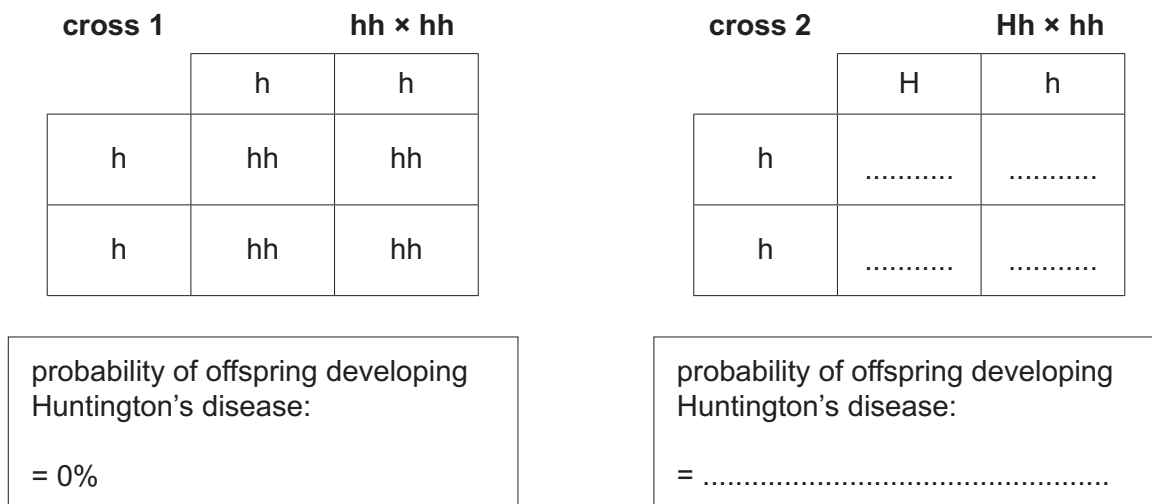 cross 1 hh × hh
h h
h hh hh
h hh hh
probability of offspring developing
Huntington's disease:
= 0%
cross 2 Hh × hh
H h
h ........... ...........
h ........... ...........
probability of offspring developing
Huntington's disease:
= ..................................................